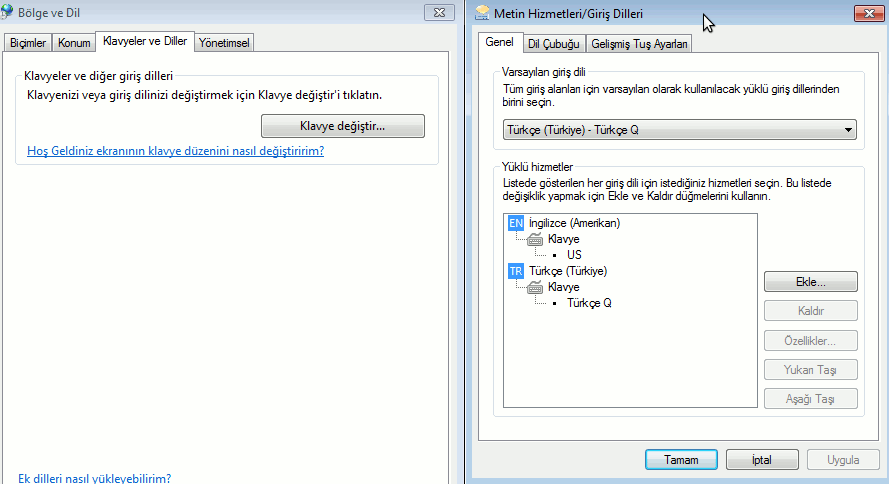 Bölge ve Dil
Biçimler
Konum
Klavyeler ve Diller
Yönetimsel
Klavyeler ve diğer giriş dilleri
Klavyenizi veya giriş dilinizi değiştirmek için Klavye değiştir'i tıklatın.
Klavye değiştir...
Hoş Geldiniz ekranının klavye düzenini nasıl değiştiririm?
Ek dilleri nasıl yükleyebilirim?
Metin Hizmetleri/Giriş Dilleri
Genel
Dil Çubuğu
Gelişmiş Tuş Ayarları
Varsayılan giriş dili
Tüm giriş alanları için varsayılan olarak kullanılacak yüklü giriş dillerinden
birini seçin.
Türkçe (Türkiye) - Türkçe Q
Yüklü hizmetler
Listede gösterilen her giriş dili için istediğiniz hizmetleri seçin. Bu listede
değişiklik yapmak için Ekle ve Kaldır düğmelerini kullanın.
EN İngilizce (Amerikan)
Klavye
US
TR Türkçe (Türkiye)
Klavye
Türkçe Q
Ekle...
Kaldır
Özellikler...
Yukarı Taşı
Aşağı Taşı
Tamam
İptal
Uygula